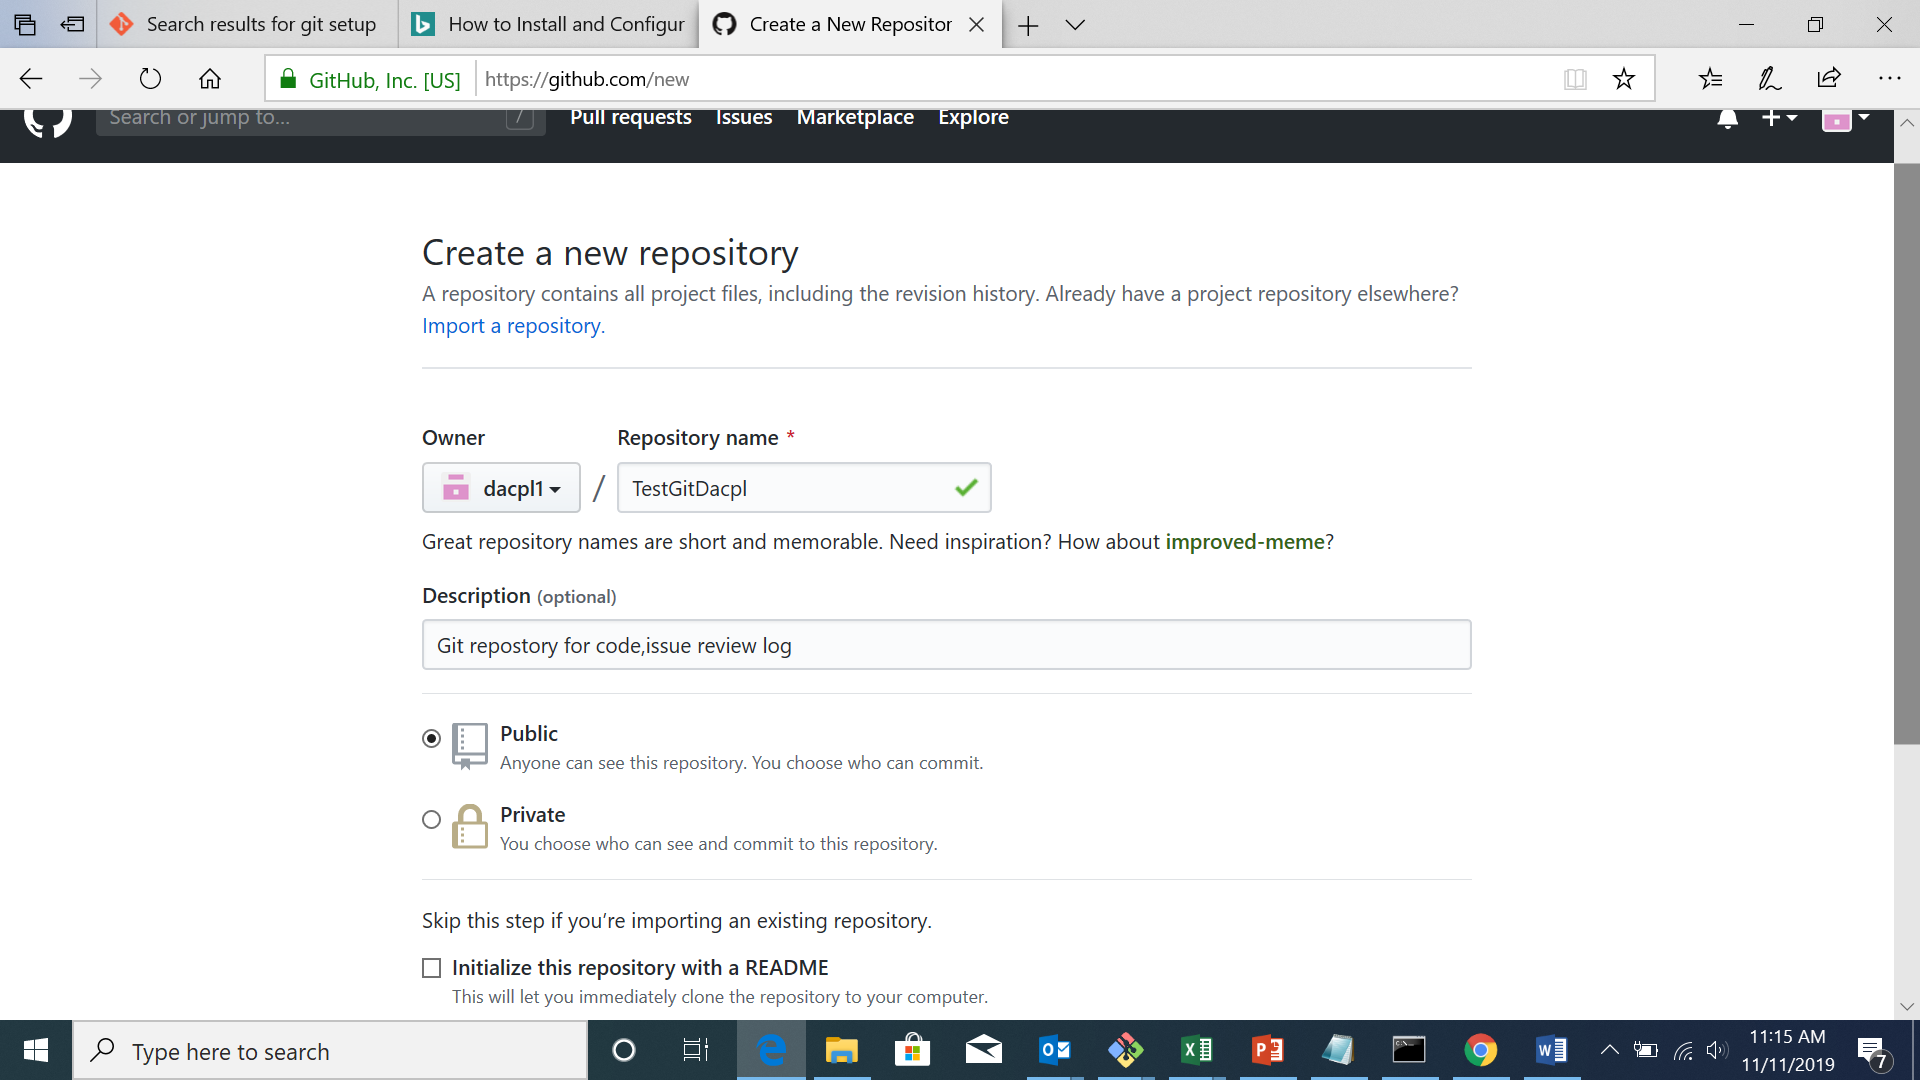 Search results for git setup
How to Install and Configur
Create a New Repositor
GitHub, Inc. [US]
https://github.com/new
Search or jump to...
/
Pull requests Issues Marketplace Explore
Create a new repository
A repository contains all project files, including the revision history. Already have a project repository elsewhere?
Import a repository.
Owner
Repository name *
dacpl1
/
TestGitDacpl
Great repository names are short and memorable. Need inspiration? How about improved-meme?
Description (optional)
Git repostory for code,issue review log
Public
Anyone can see this repository. You choose who can commit.
Private
You choose who can see and commit to this repository.
Skip this step if you’re importing an existing repository.
Initialize this repository with a README
This will let you immediately clone the repository to your computer.
Type here to search
11:15 AM
11/11/2019
7